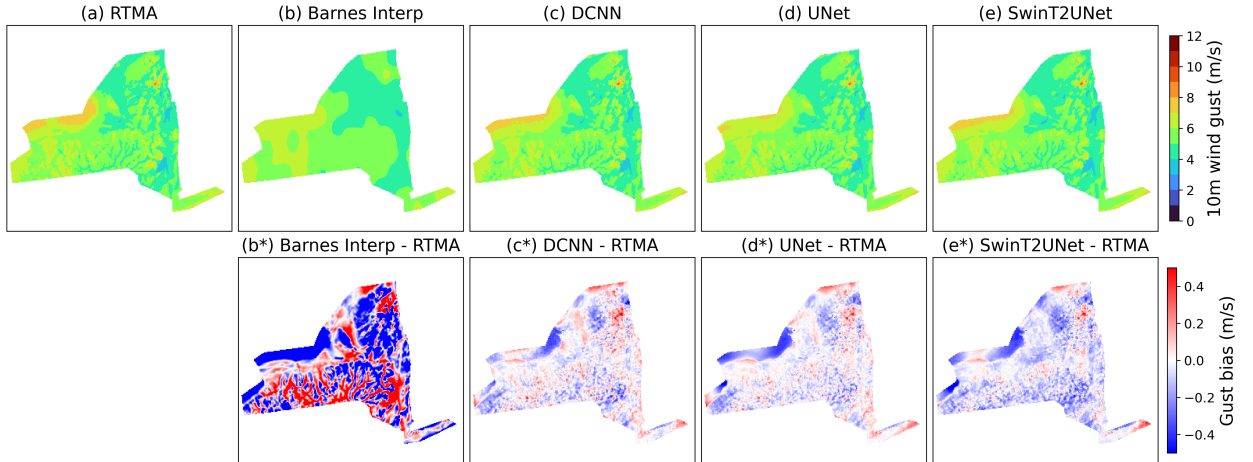 (a) RTMA
(b) Barnes Interp
(c) DCNN
(d) UNet
(e) SwinT2UNet
12
10
8
6
4
2
0
10m wind gust (m/s)
(b*) Barnes Interp - RTMA
(c*) DCNN - RTMA
(d*) UNet - RTMA
(e*) SwinT2UNet - RTMA
0.4
0.2
0.0
−0.2
−0.4
Gust bias (m/s)